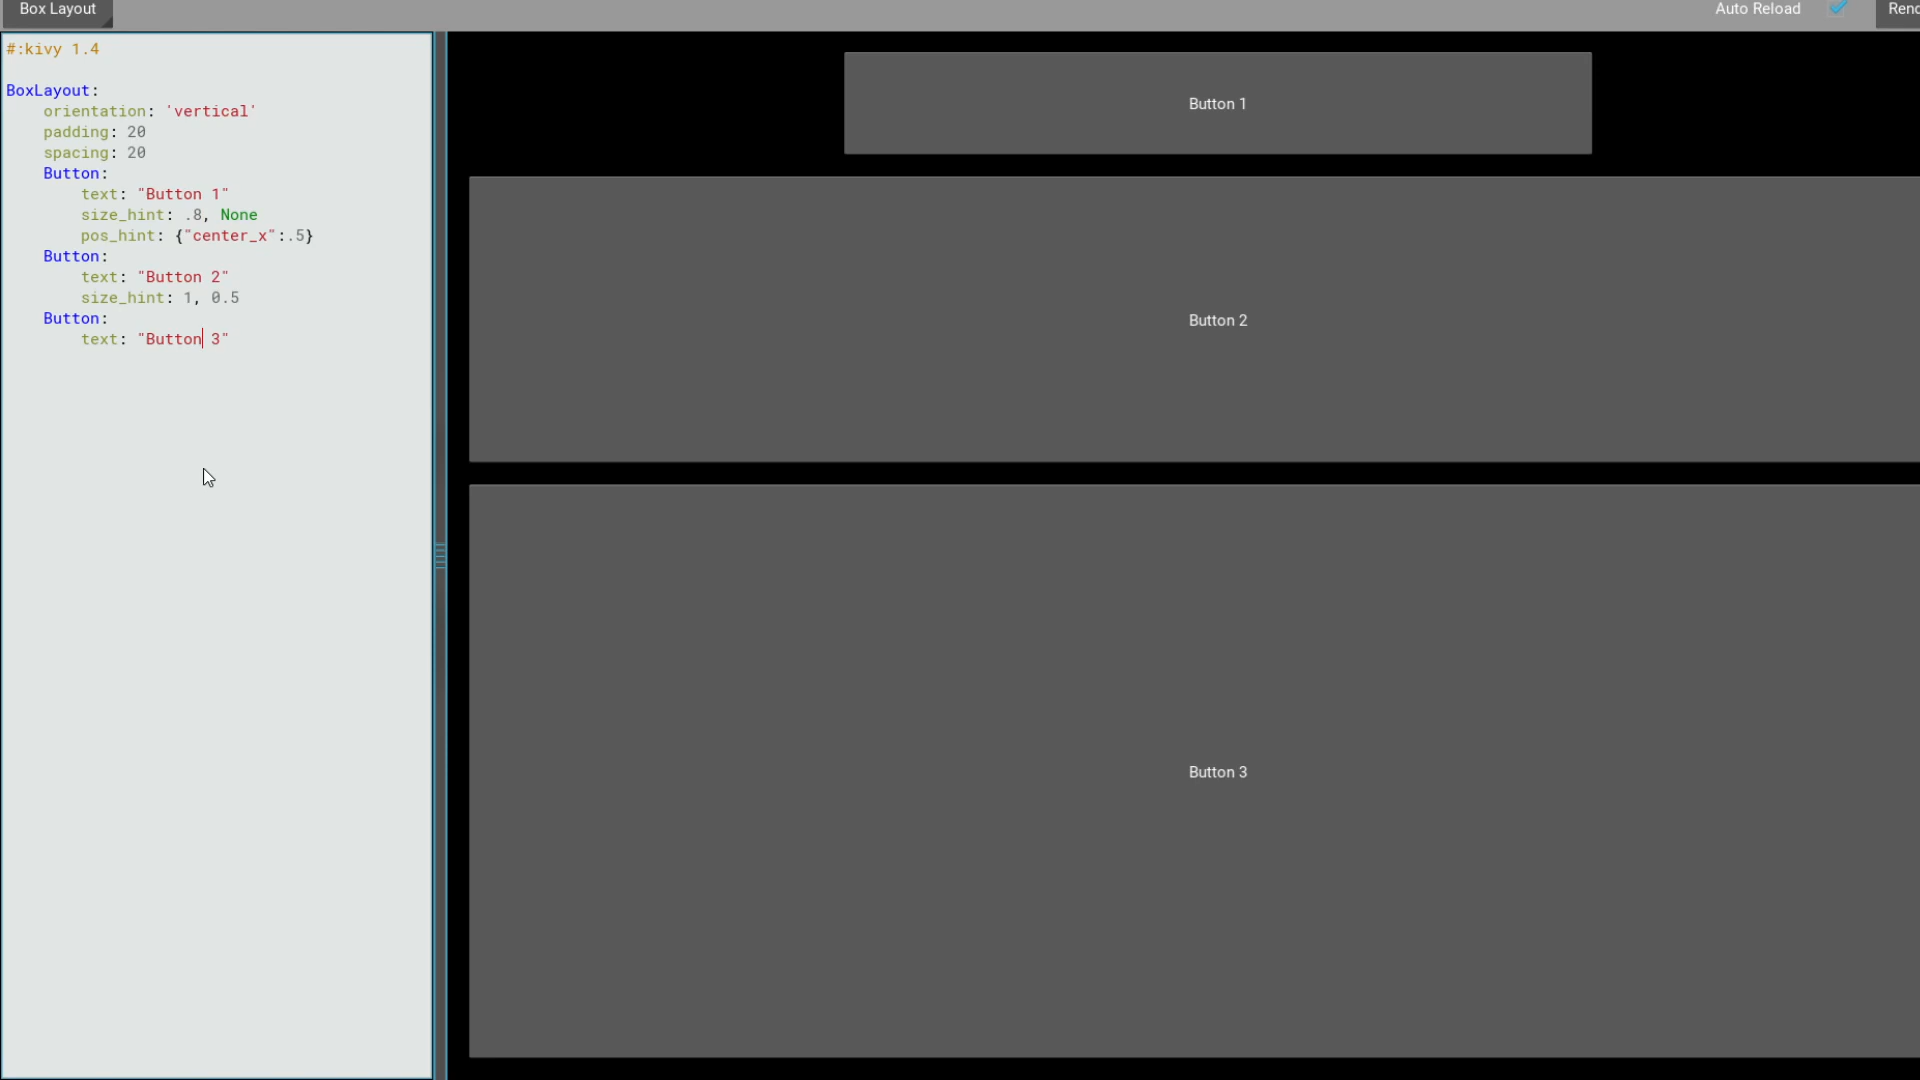 Box Layout
Auto Reload
Rend
#:kivy 1.4
BoxLayout:
    orientation: 'vertical'
    padding: 20
    spacing: 20
    Button:
        text: "Button 1"
        size_hint: .8, None
        pos_hint: {"center_x":.5}
    Button:
        text: "Button 2"
        size_hint: 1, 0.5
    Button:
        text: "Button 3"
Button 1
Button 2
Button 3